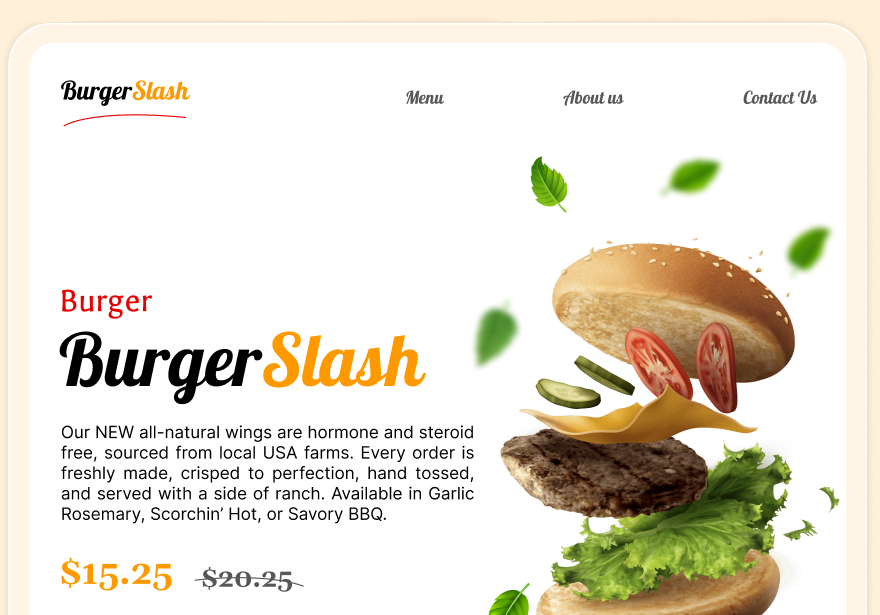 BurgerSlash
Menu
About us
Contact Us
Burger
BurgerSlash
Our NEW all-natural wings are hormone and steroid
free, sourced from local USA farms. Every order is
freshly made, crisped to perfection, hand tossed,
and served with a side of ranch. Available in Garlic
Rosemary, Scorchin’ Hot, or Savory BBQ.
$15.25 $20.25